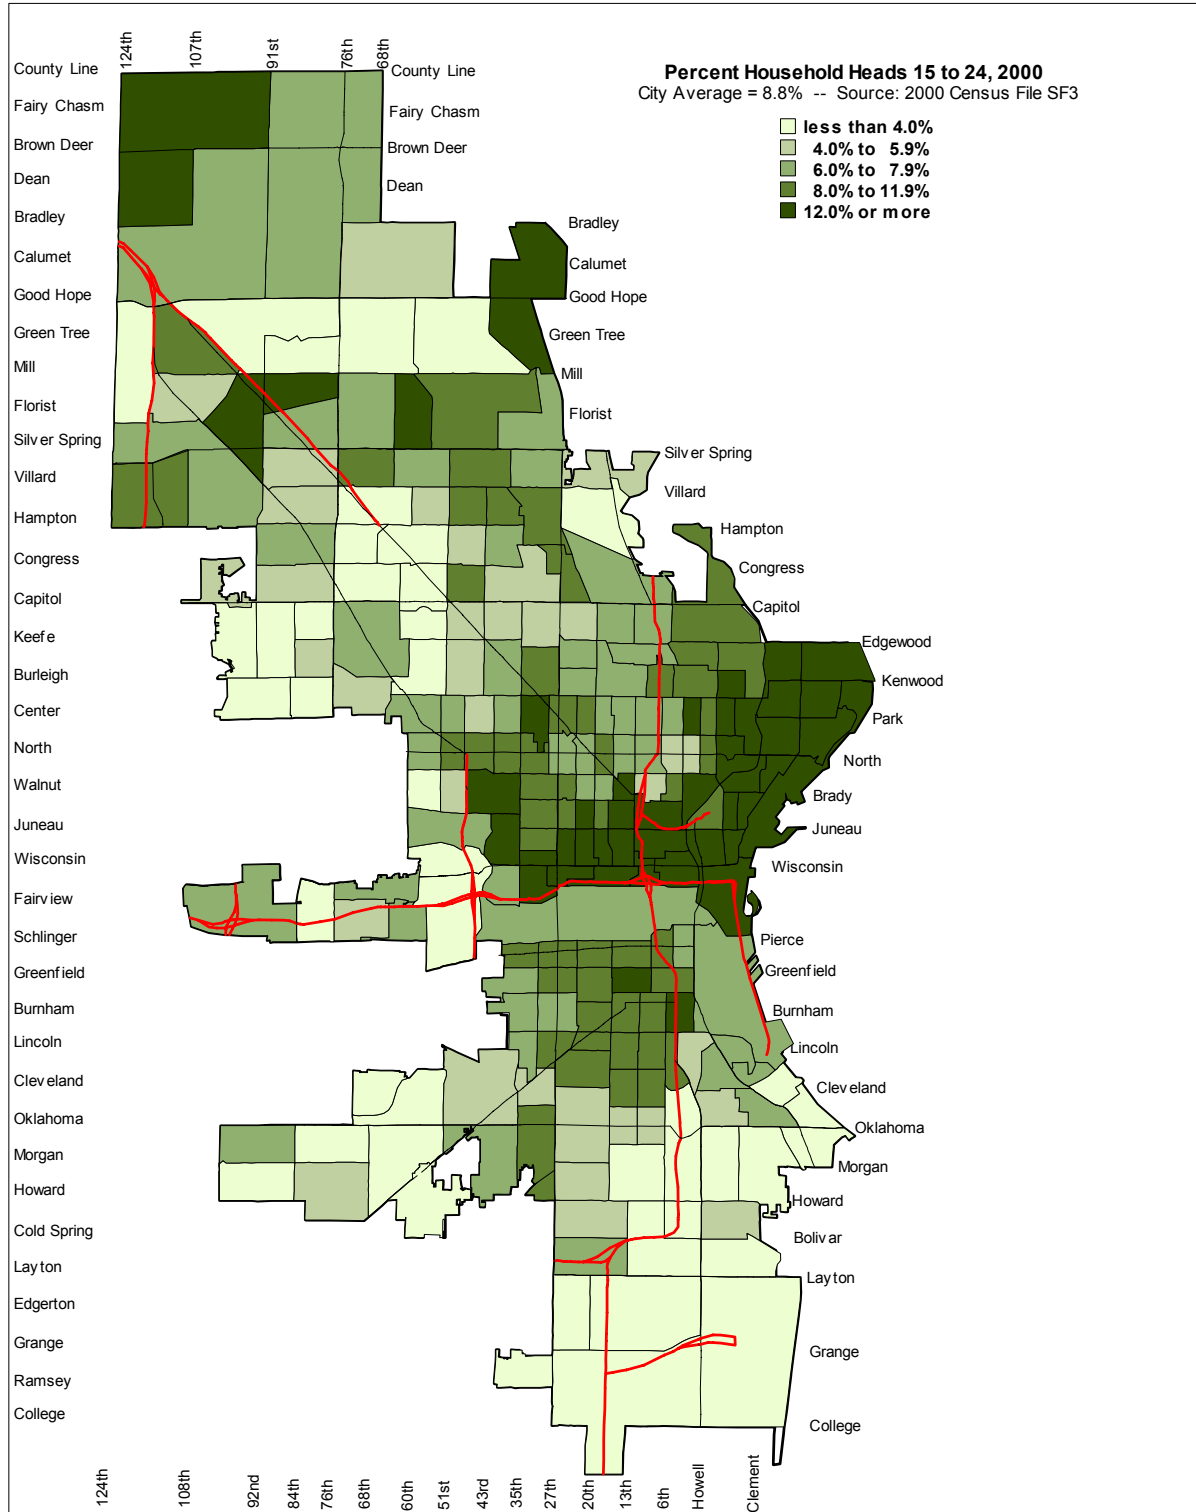 124th
107th
91st
76th
68th
Percent Household Heads 15 to 24, 2000
City Average = 8.8% -- Source: 2000 Census File SF3
less than 4.0%
4.0% to 5.9%
6.0% to 7.9%
8.0% to 11.9%
12.0% or more
County Line
Fairy Chasm
Brown Deer
Dean
Bradley
Calumet
Good Hope
Green Tree
Mill
Florist
Silver Spring
Villard
Hampton
Congress
Capitol
Keefe
Burleigh
Center
North
Walnut
Juneau
Wisconsin
Fairview
Schlinger
Greenfield
Burnham
Lincoln
Cleveland
Oklahoma
Morgan
Howard
Cold Spring
Layton
Edgerton
Grange
Ramsey
College
County Line
Fairy Chasm
Brown Deer
Dean
Bradley
Calumet
Good Hope
Green Tree
Mill
Florist
Silver Spring
Villard
Hampton
Congress
Capitol
Edgewood
Kenwood
Park
North
Brady
Juneau
Wisconsin
Pierce
Greenfield
Burnham
Lincoln
Cleveland
Oklahoma
Morgan
Howard
Bolivar
Layton
Grange
College
124th
108th
92nd
84th
76th
68th
60th
51st
43rd
35th
27th
20th
13th
6th
Howell
Clement